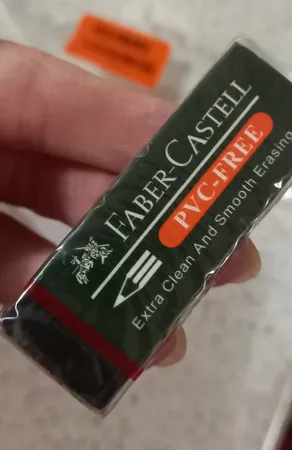 FABER-CASTELL
PVC-FREE
Extra Clean And Smooth Erasing